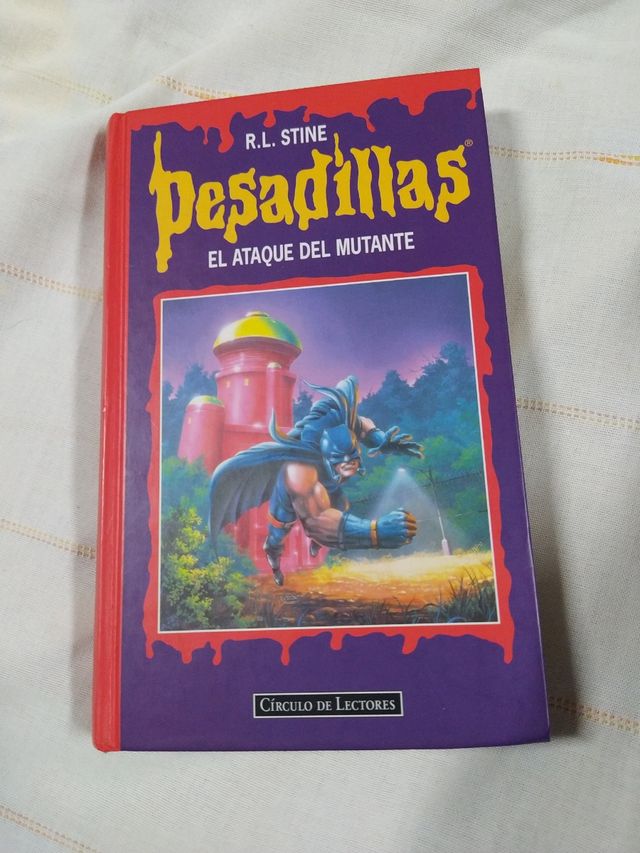 R.L. STINE
Pesadillas®
EL ATAQUE DEL MUTANTE
CÍRCULO DE LECTORES